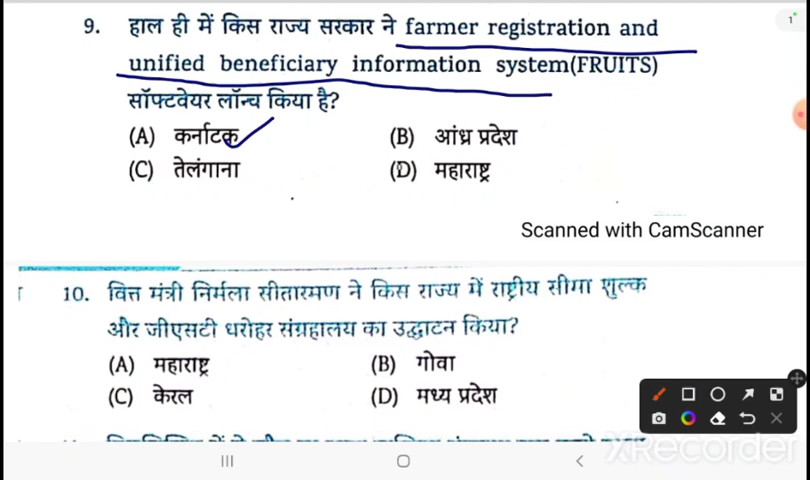 9. हाल ही में किस राज्य सरकार ने farmer registration and
unified beneficiary information system(FRUITS)
सॉफ्टवेयर लॉन्च किया है?
(A) कर्नाटक (B) आंध्र प्रदेश
(C) तेलंगाना (D) महाराष्ट्र
Scanned with CamScanner
10. वित्त मंत्री निर्मला सीतारमण ने किस राज्य में राष्ट्रीय सीमा शुल्क
और जीएसटी धरोहर संग्रहालय का उद्घाटन किया?
(A) महाराष्ट्र (B) गोवा
(C) केरल (D) मध्य प्रदेश
XRecorder
1